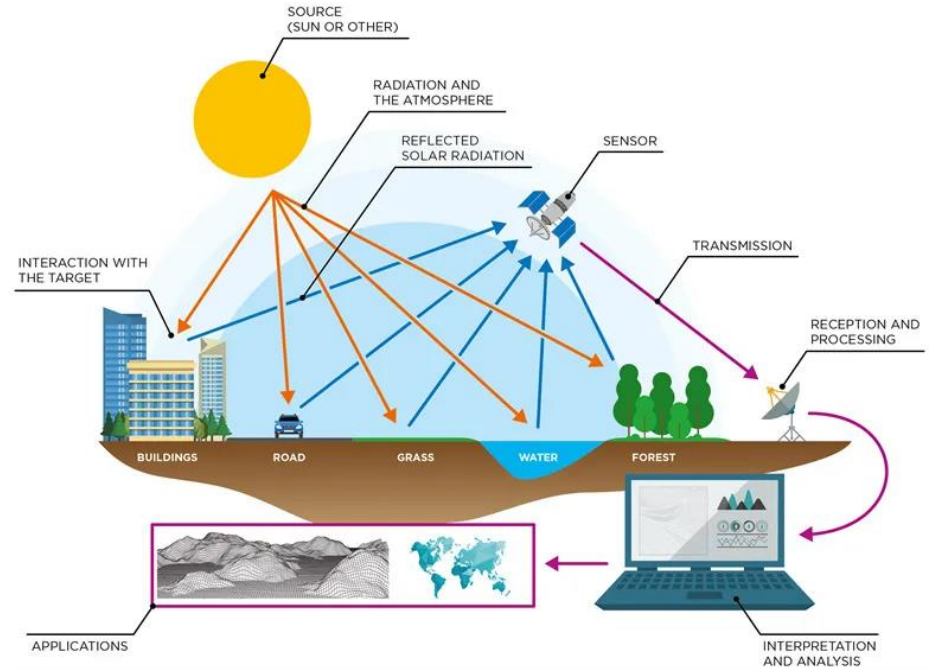 SOURCE
(SUN OR OTHER)
RADIATION AND
THE ATMOSPHERE
REFLECTED
SOLAR RADIATION
SENSOR
TRANSMISSION
INTERACTION WITH
THE TARGET
RECEPTION AND
PROCESSING
BUILDINGS
ROAD
GRASS
WATER
FOREST
APPLICATIONS
INTERPRETATION
AND ANALYSIS